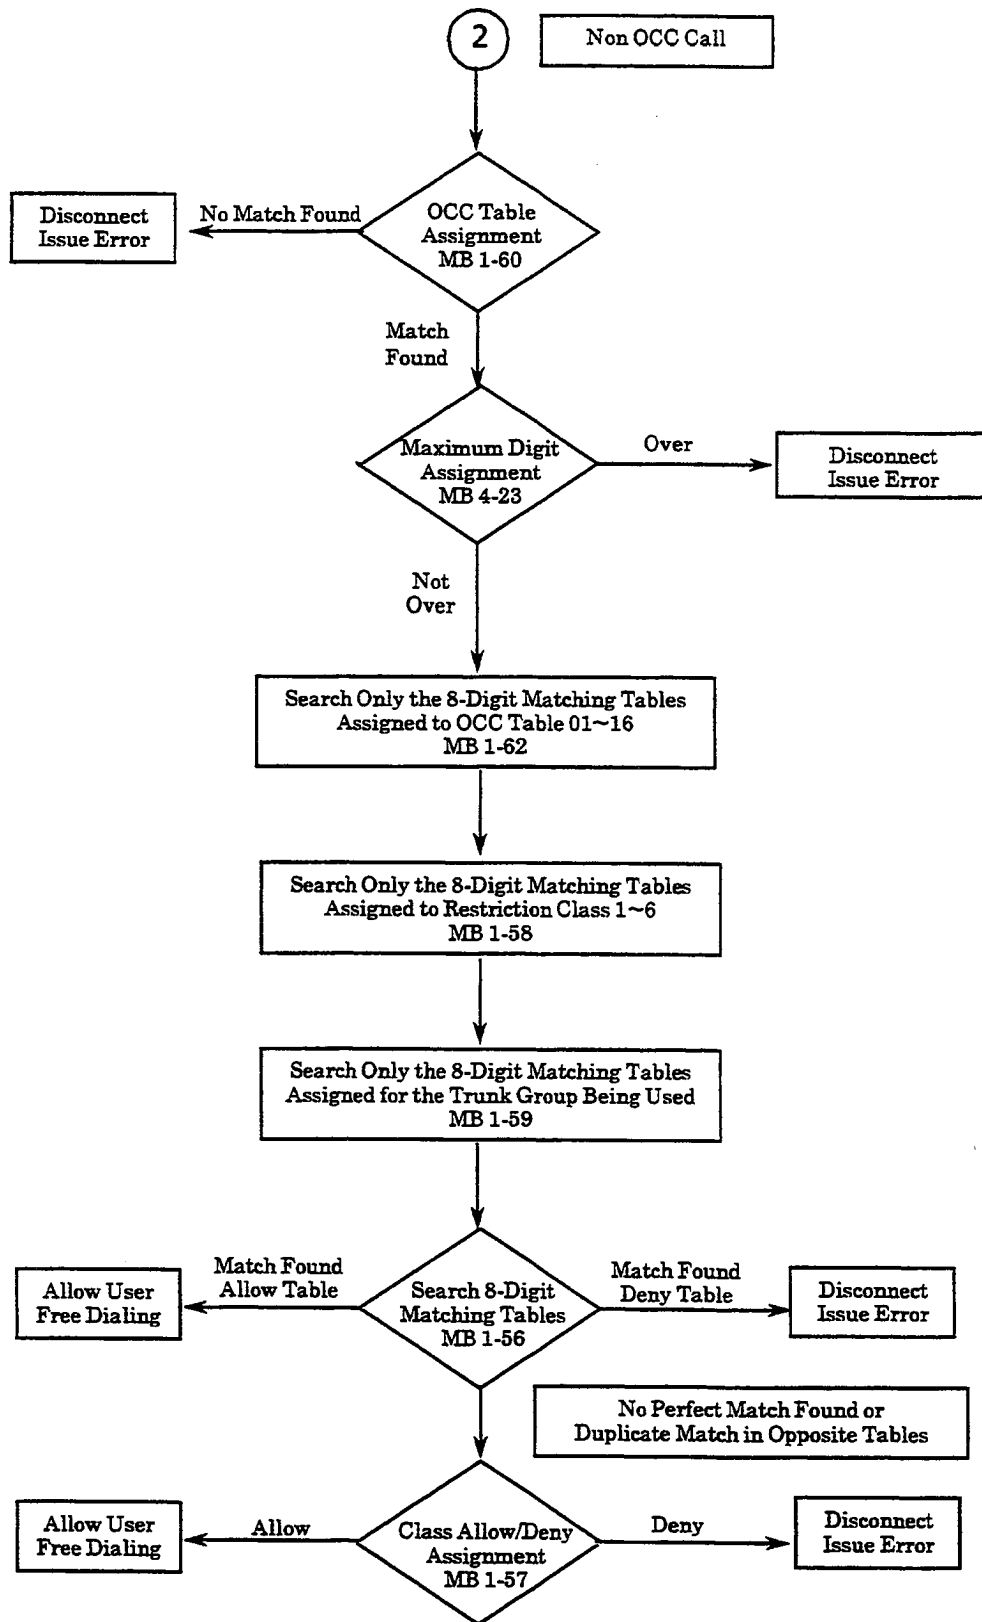 2
Non OCC Call
OCC Table
Assignment
MB 1-60
No Match Found
Disconnect
Issue Error
Match
Found
Maximum Digit
Assignment
MB 4-23
Over
Disconnect
Issue Error
Not
Over
Search Only the 8-Digit Matching Tables
Assigned to OCC Table 01~16
MB 1-62
Search Only the 8-Digit Matching Tables
Assigned to Restriction Class 1~6
MB 1-58
Search Only the 8-Digit Matching Tables
Assigned for the Trunk Group Being Used
MB 1-59
Allow User
Free Dialing
Match Found
Allow Table
Search 8-Digit
Matching Tables
MB 1-56
Match Found
Deny Table
Disconnect
Issue Error
No Perfect Match Found or
Duplicate Match in Opposite Tables
Allow User
Free Dialing
Allow
Class Allow/Deny
Assignment
MB 1-57
Deny
Disconnect
Issue Error